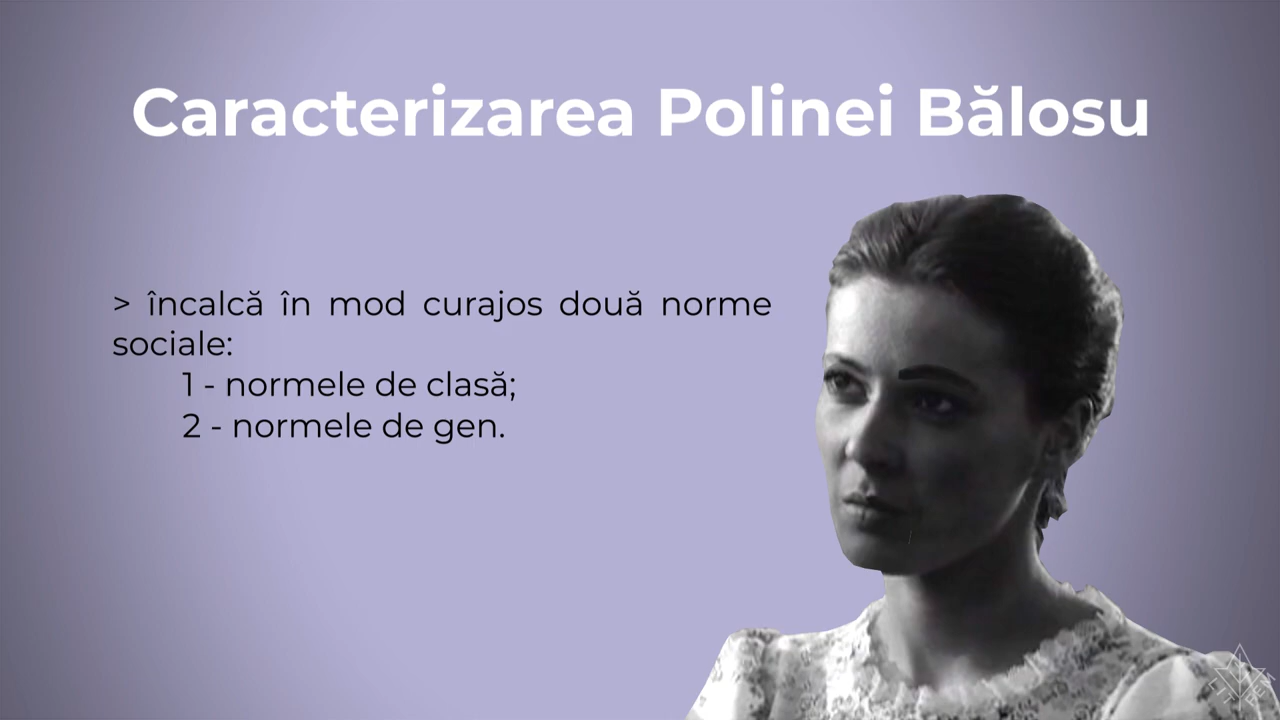 Caracterizarea Polinei Bălosu
> încalcă în mod curajos două norme
sociale:
1 - normele de clasă;
2 - normele de gen.